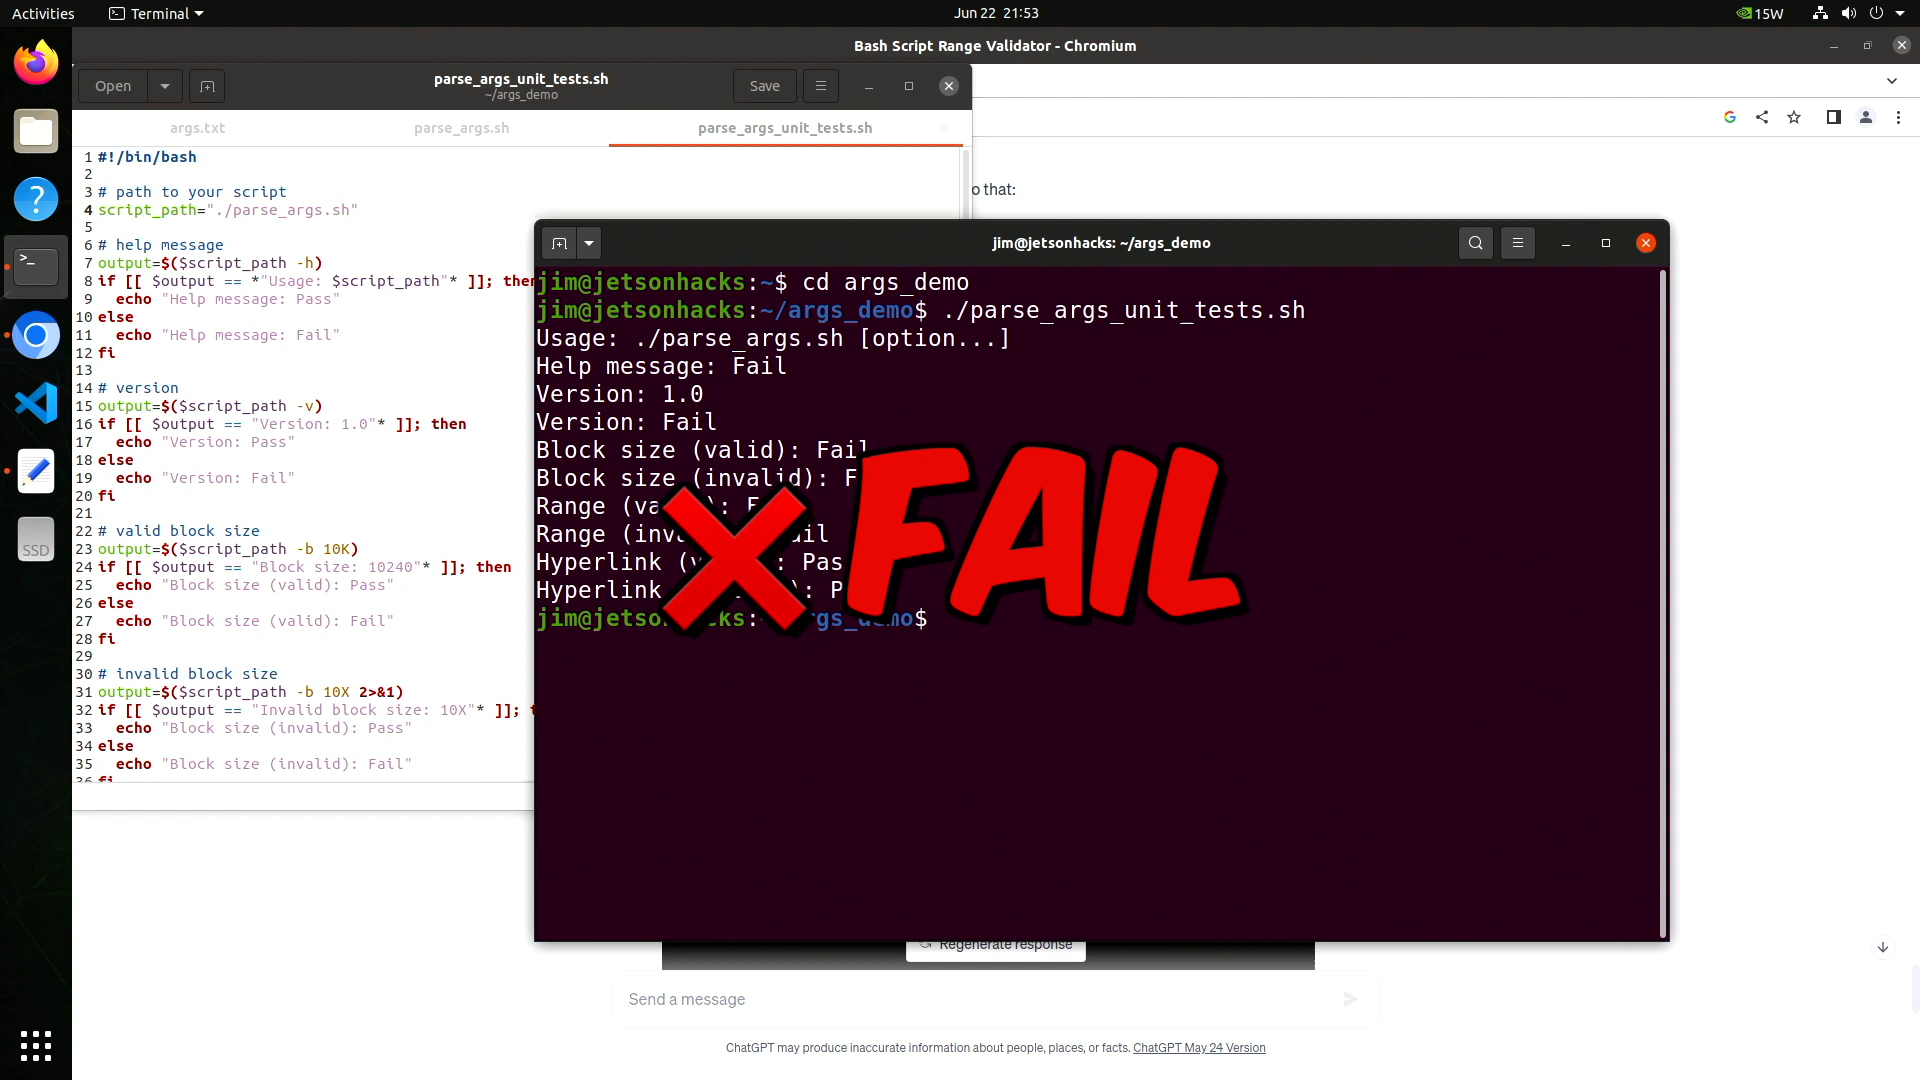 Activities
Terminal
Jun 22 21:53
15W
Bash Script Range Validator - Chromium
Open
parse_args_unit_tests.sh
~/args_demo
Save
args.txt
parse_args.sh
parse_args_unit_tests.sh
1 #!/bin/bash
2
3 # path to your script
4 script_path="./parse_args.sh"
5
6 # help message
7 output=$($script_path -h)
8 if [[ $output == *"Usage: $script_path"* ]]; then
9 echo "Help message: Pass"
10 else
11 echo "Help message: Fail"
12 fi
13
14 # version
15 output=$($script_path -v)
16 if [[ $output == "Version: 1.0"* ]]; then
17 echo "Version: Pass"
18 else
19 echo "Version: Fail"
20 fi
21
22 # valid block size
23 output=$($script_path -b 10K)
24 if [[ $output == "Block size: 10240"* ]]; then
25 echo "Block size (valid): Pass"
26 else
27 echo "Block size (valid): Fail"
28 fi
29
30 # invalid block size
31 output=$($script_path -b 10X 2>&1)
32 if [[ $output == "Invalid block size: 10X"* ]];
33 echo "Block size (invalid): Pass"
34 else
35 echo "Block size (invalid): Fail"
36 fi
o that:
jim@jetsonhacks: ~/args_demo
jim@jetsonhacks:~$ cd args_demo
jim@jetsonhacks:~/args_demo$ ./parse_args_unit_tests.sh
Usage: ./parse_args.sh [option...]
Help message: Fail
Version: 1.0
Version: Fail
Block size (valid): Fail
Block size (invalid): F
Range (va ): F
Range (inva ail
Hyperlink (v : Pas
Hyperlink ): P
jim@jetso cks: rgs_demo$
FAIL
SSD
Regenerate response
Send a message
ChatGPT may produce inaccurate information about people, places, or facts. ChatGPT May 24 Version